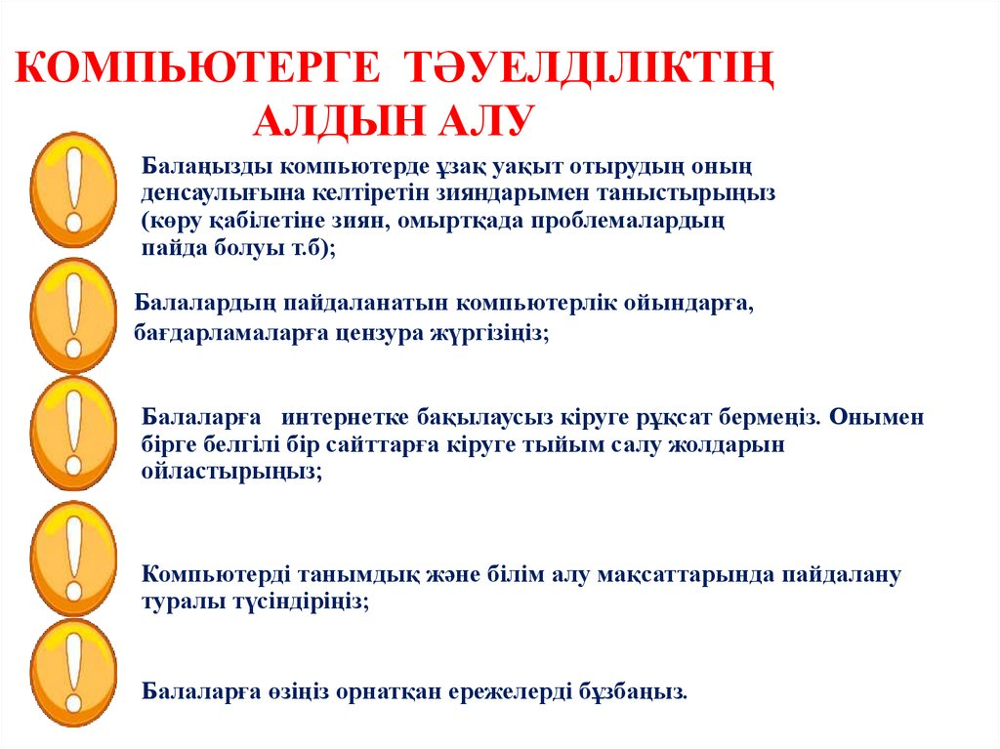 КОМПЬЮТЕРГЕ ТӘУЕЛДІЛІКТІҢ
АЛДЫН АЛУ
Балаңызды компьютерде ұзақ уақыт отырудың оның
денсаулығына келтіретін зияндарымен таныстырыңыз
(көру қабілетіне зиян, омыртқада проблемалардың
пайда болуы т.б);
Балалардың пайдаланатын компьютерлік ойындарға,
бағдарламаларға цензура жүргізіңіз;
Балаларға интернетке бақылаусыз кіруге рұқсат бермеңіз. Онымен
бірге белгілі бір сайттарға кіруге тыйым салу жолдарын
ойластырыңыз;
Компьютерді танымдық және білім алу мақсаттарында пайдалану
туралы түсіндіріңіз;
Балаларға өзіңіз орнатқан ережелерді бұзбаңыз.